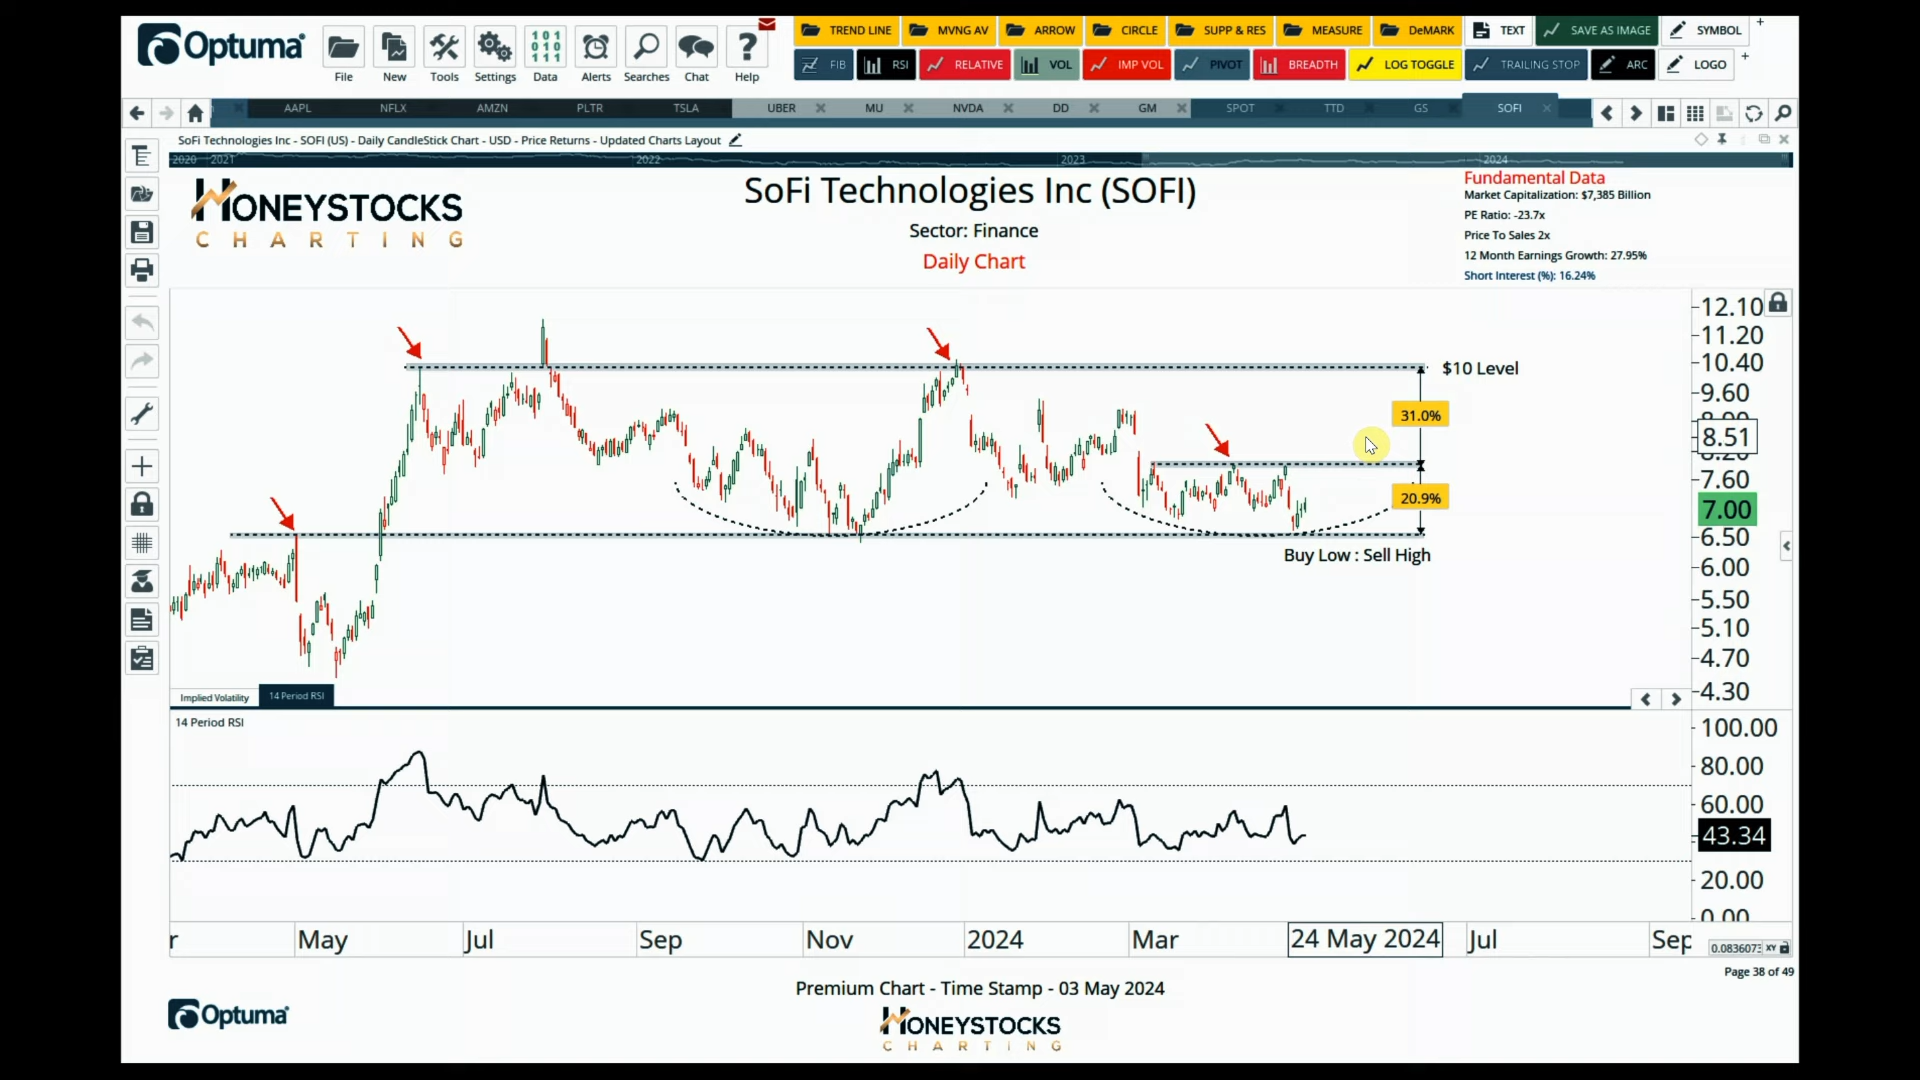 Optuma
File
New
Tools
Settings
Data
Alerts
Searches
Chat
Help
TREND LINE
MVNG AV
ARROW
CIRCLE
SUPP & RES
MEASURE
DeMARK
TEXT
SAVE AS IMAGE
SYMBOL
FIB
RSI
RELATIVE
VOL
IMP VOL
PIVOT
BREADTH
LOG TOGGLE
TRAILING STOP
ARC
LOGO
AAPL
NFLX
AMZN
PLTR
TSLA
UBER
MU
NVDA
DD
GM
SPOT
TTD
GS
SOFI
SoFi Technologies Inc - SOFI (US) - Daily CandleStick Chart - USD - Price Returns - Updated Charts Layout
2020
2021
2022
2023
2024
HONEYSTOCKS
CHARTING
SoFi Technologies Inc (SOFI)
Sector: Finance
Daily Chart
Fundamental Data
Market Capitalization: $7,385 Billion
PE Ratio: -23.7x
Price To Sales 2x
12 Month Earnings Growth: 27.95%
Short Interest (%): 16.24%
$10 Level
31.0%
20.9%
Buy Low : Sell High
12.10
11.20
10.40
9.60
8.51
7.60
7.00
6.50
6.00
5.50
5.10
4.70
4.30
Implied Volatility
14 Period RSI
14 Period RSI
100.00
80.00
60.00
43.34
20.00
0.00
r
May
Jul
Sep
Nov
2024
Mar
24 May 2024
Jul
Sep
XY
Page 38 of 49
Premium Chart - Time Stamp - 03 May 2024
Optuma
HONEYSTOCKS
CHARTING